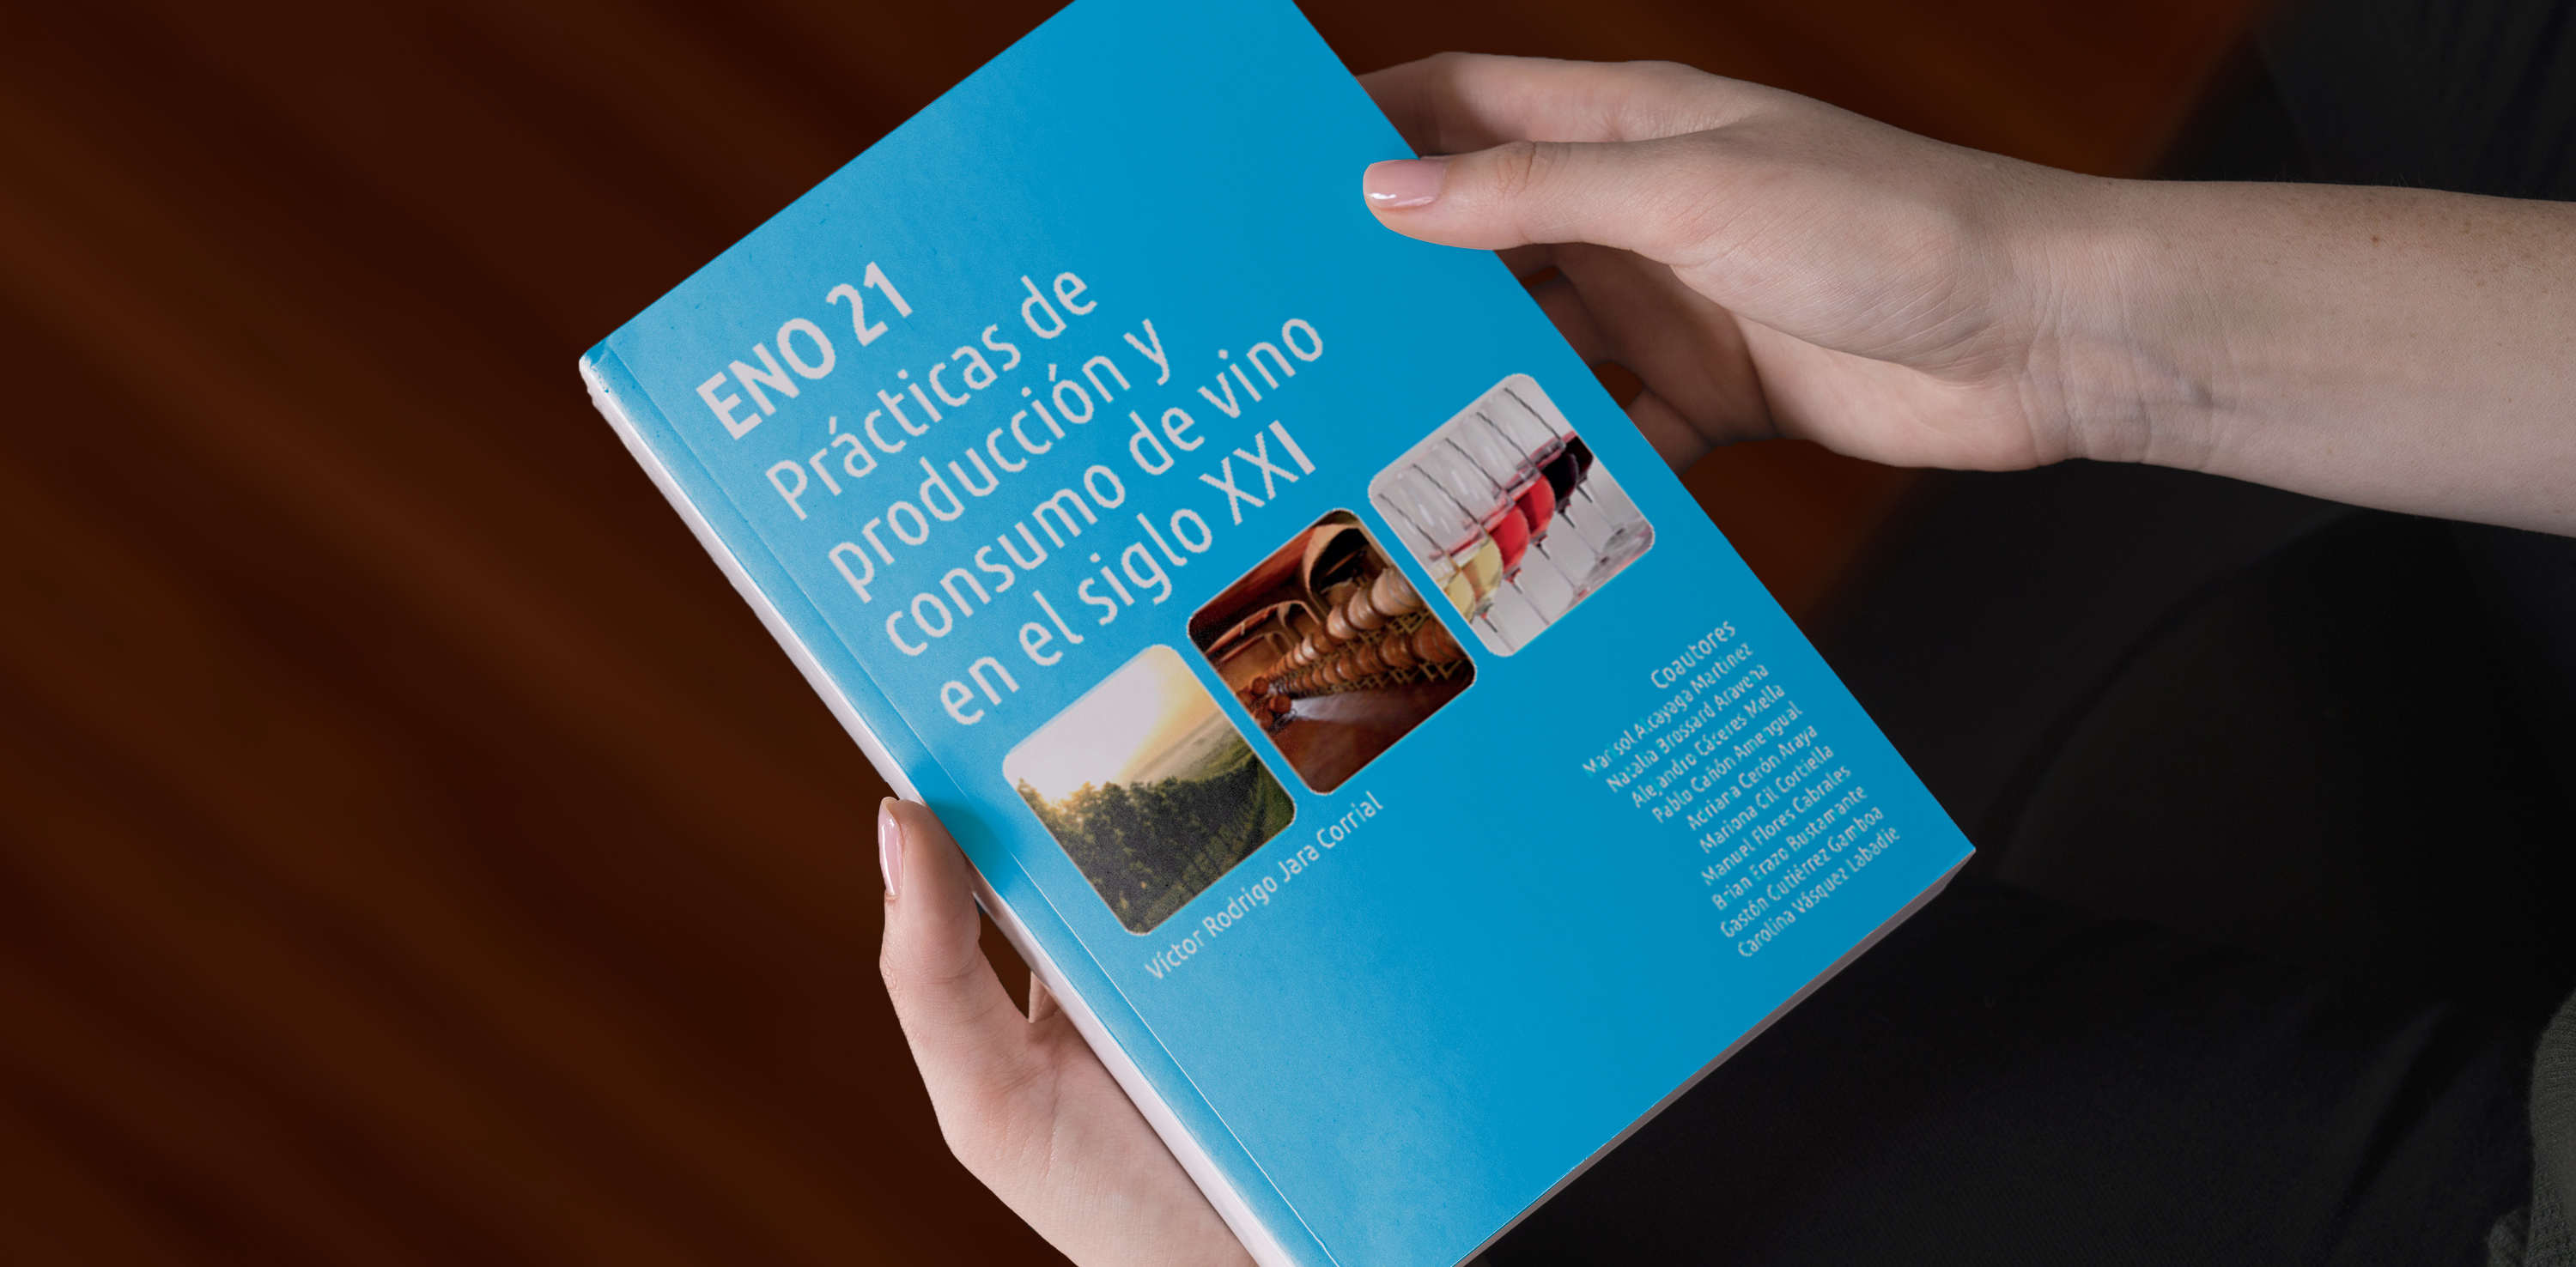 ENO 21
Prácticas de
producción y
consumo de vino
en el siglo XXI
Víctor Rodrigo Jara Corrial
Coautores
Marisol Alcayaga Martínez
Natalia Brossard Aravena
Alejandro Cáceres Mella
Pablo Cañón Amengual
Adriana Cerón Araya
Mariona Gil Cortiella
Manuel Flores Cabrales
Brian Erazo Bustamante
Gastón Gutiérrez Gamboa
Carolina Vásquez Labadie